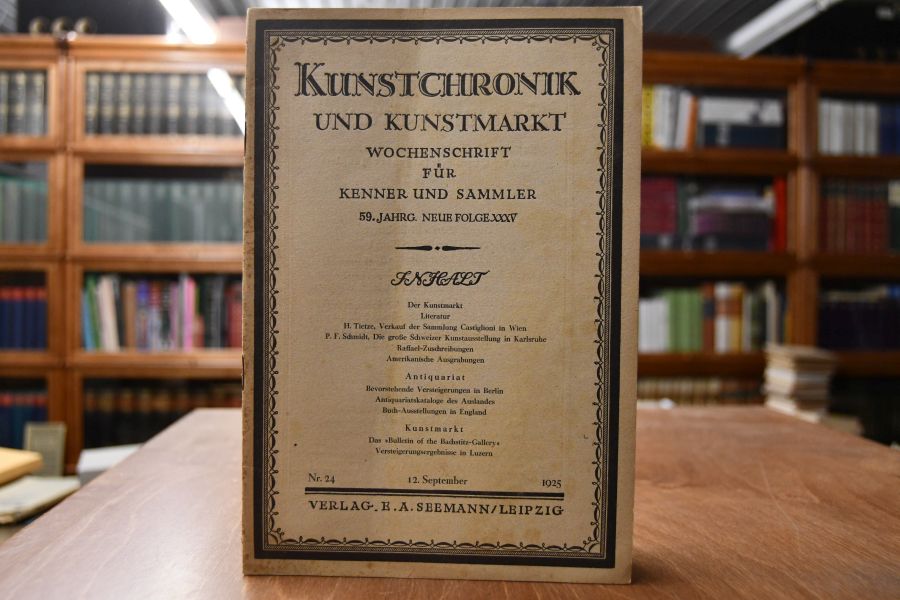 KUNSTCHRONIK
UND KUNSTMARKT
WOCHENSCHRIFT
FÜR
KENNER UND SAMMLER
59. JAHRG. NEUE FOLGE XXXV
INHALT
Der Kunstmarkt
Literatur
H. Tietze, Verkauf der Sammlung Castiglioni in Wien
P. F. Schmidt, Die große Schweizer Kunstausstellung in Karlsruhe
Raffael-Zuschreibungen
Amerikanische Ausgrabungen
Antiquariat
Bevorstehende Versteigerungen in Berlin
Antiquariatskataloge des Auslandes
Buch-Ausstellungen in England
Kunstmarkt
Das »Bulletin of the Bachstitz-Gallery«
Versteigerungsergebnisse in Luzern
Nr. 24 12. September 1925
VERLAG. E. A. SEEMANN/LEIPZIG